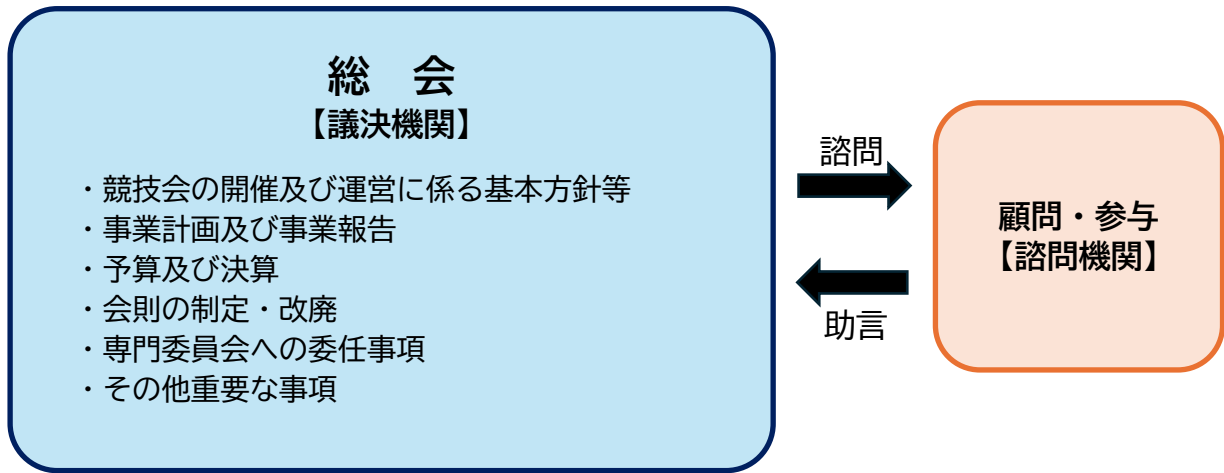 総　会
【議決機関】
・競技会の開催及び運営に係る基本方針等
・事業計画及び事業報告
・予算及び決算
・会則の制定・改廃
・専門委員会への委任事項
・その他重要な事項
諮問
助言
顧問・参与
【諮問機関】